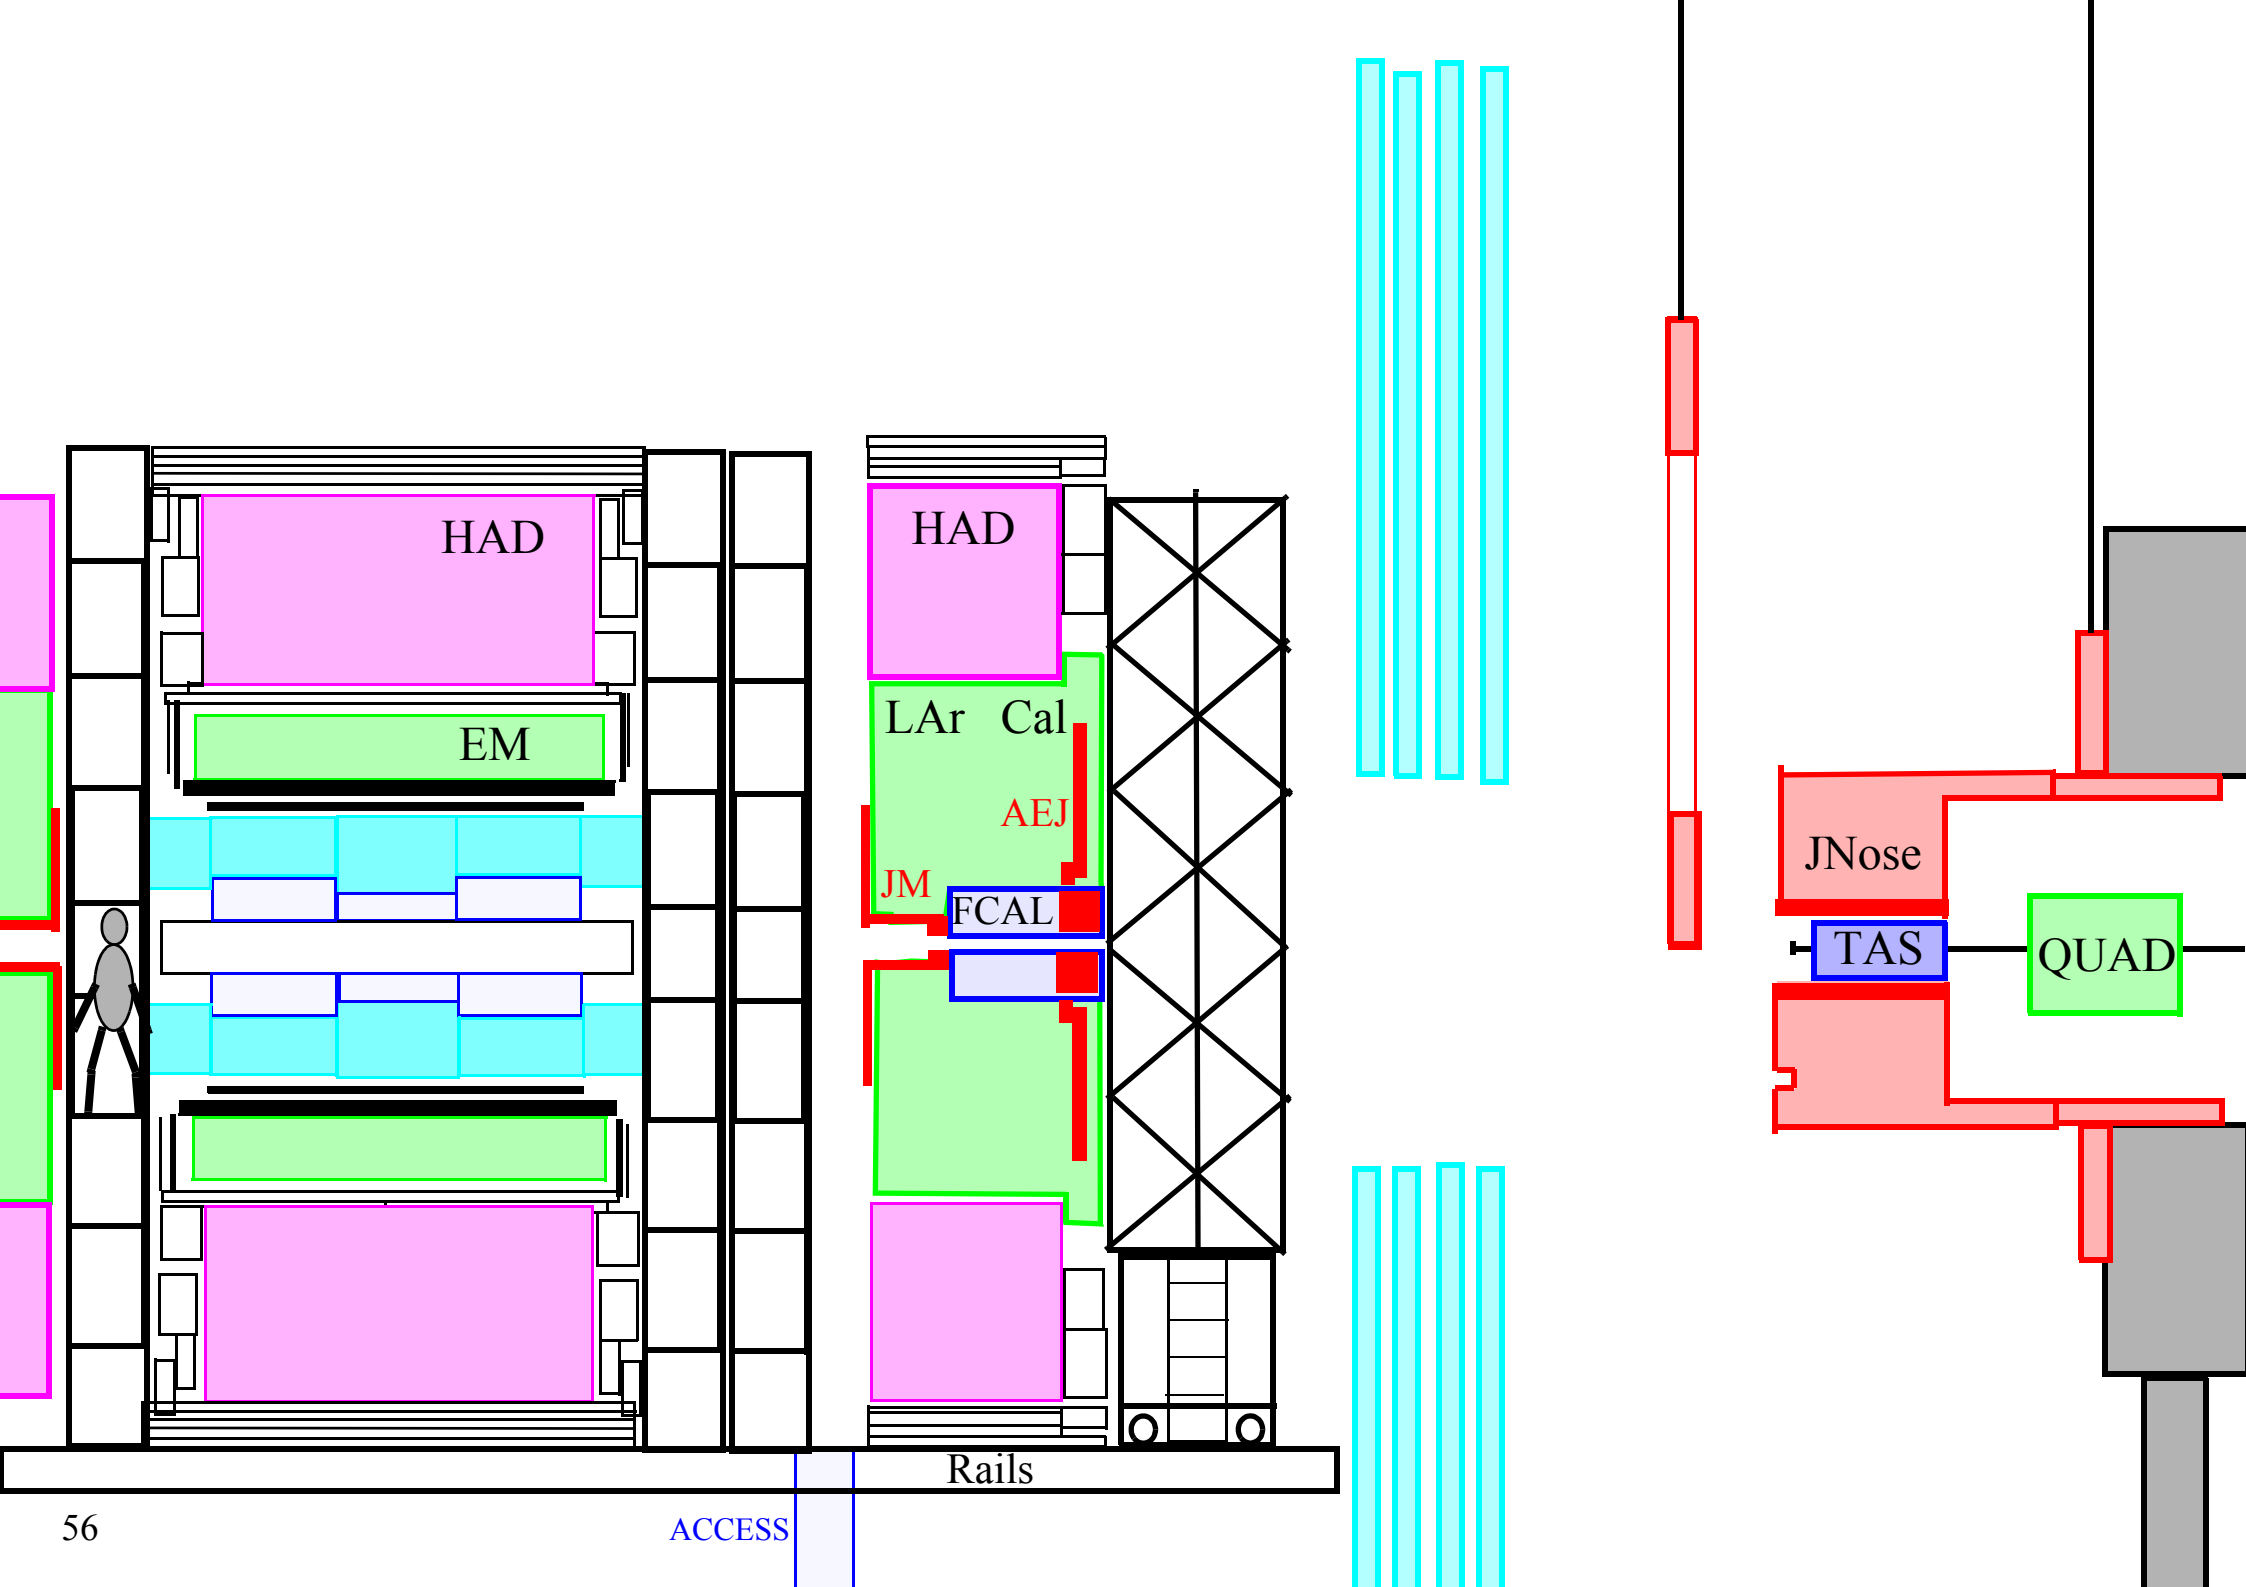 HAD
HAD
LAr Cal
EM
AEJ
JM
JNose
FCAL
TAS
QUAD
Rails
56
ACCESS